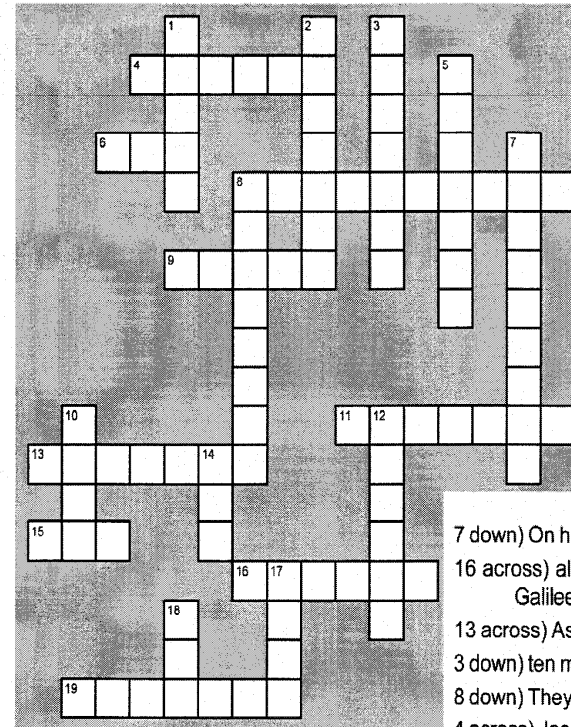 1 2 3
4 5
6 7
8
9
10 11 12
13 14
15
16 17
18
19
7 down) On h
16 across) al
Galilee
13 across) As
3 down) ten m
8 down) They